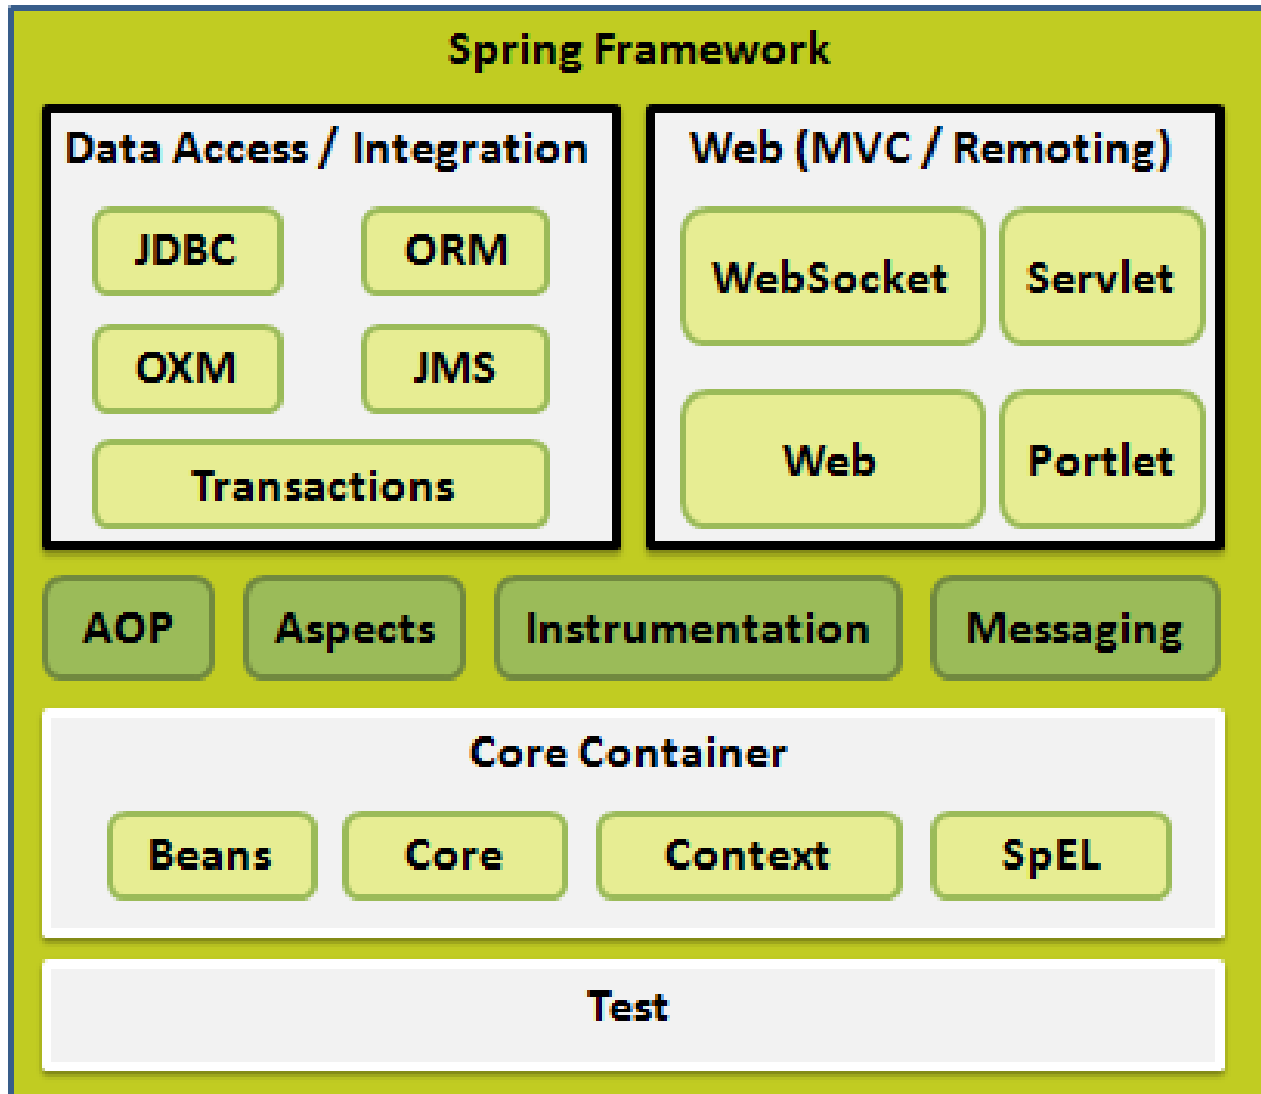 Spring Framework
Data Access / Integration
JDBC
ORM
OXM
JMS
Transactions
Web (MVC / Remoting)
WebSocket
Servlet
Web
Portlet
AOP
Aspects
Instrumentation
Messaging
Core Container
Beans
Core
Context
SpEL
Test